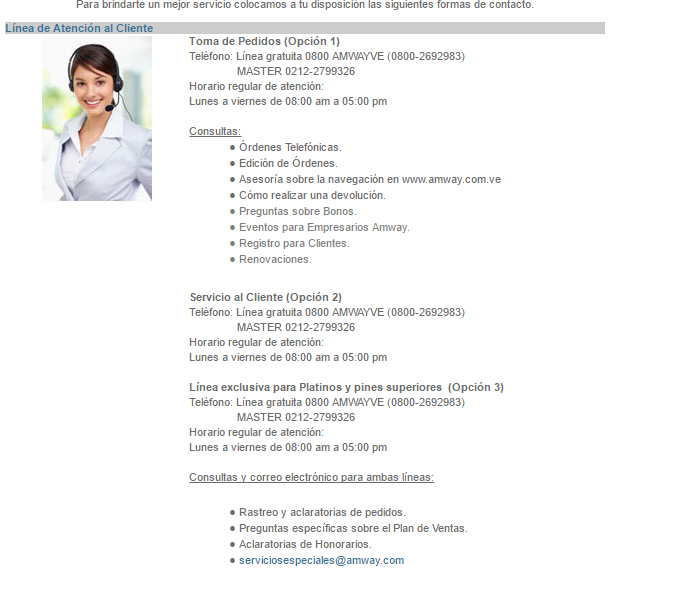 Para brindarte un mejor servicio colocamos a tu disposición las siguientes formas de contacto.
Línea de Atención al Cliente
Toma de Pedidos (Opción 1)
Teléfono: Línea gratuita 0800 AMWAYVE (0800-2692983)
MASTER 0212-2799326
Horario regular de atención:
Lunes a viernes de 08:00 am a 05:00 pm
Consultas:
● Órdenes Telefónicas.
● Edición de Órdenes.
● Asesoría sobre la navegación en www.amway.com.ve
● Cómo realizar una devolución.
● Preguntas sobre Bonos.
● Eventos para Empresarios Amway.
● Registro para Clientes.
● Renovaciones.
Servicio al Cliente (Opción 2)
Teléfono: Línea gratuita 0800 AMWAYVE (0800-2692983)
MASTER 0212-2799326
Horario regular de atención:
Lunes a viernes de 08:00 am a 05:00 pm
Línea exclusiva para Platinos y pines superiores (Opción 3)
Teléfono: Línea gratuita 0800 AMWAYVE (0800-2692983)
MASTER 0212-2799326
Horario regular de atención:
Lunes a viernes de 08:00 am a 05:00 pm
Consultas y correo electrónico para ambas líneas:
● Rastreo y aclaratorias de pedidos.
● Preguntas específicas sobre el Plan de Ventas.
● Aclaratorias de Honorarios.
● serviciosespeciales@amway.com